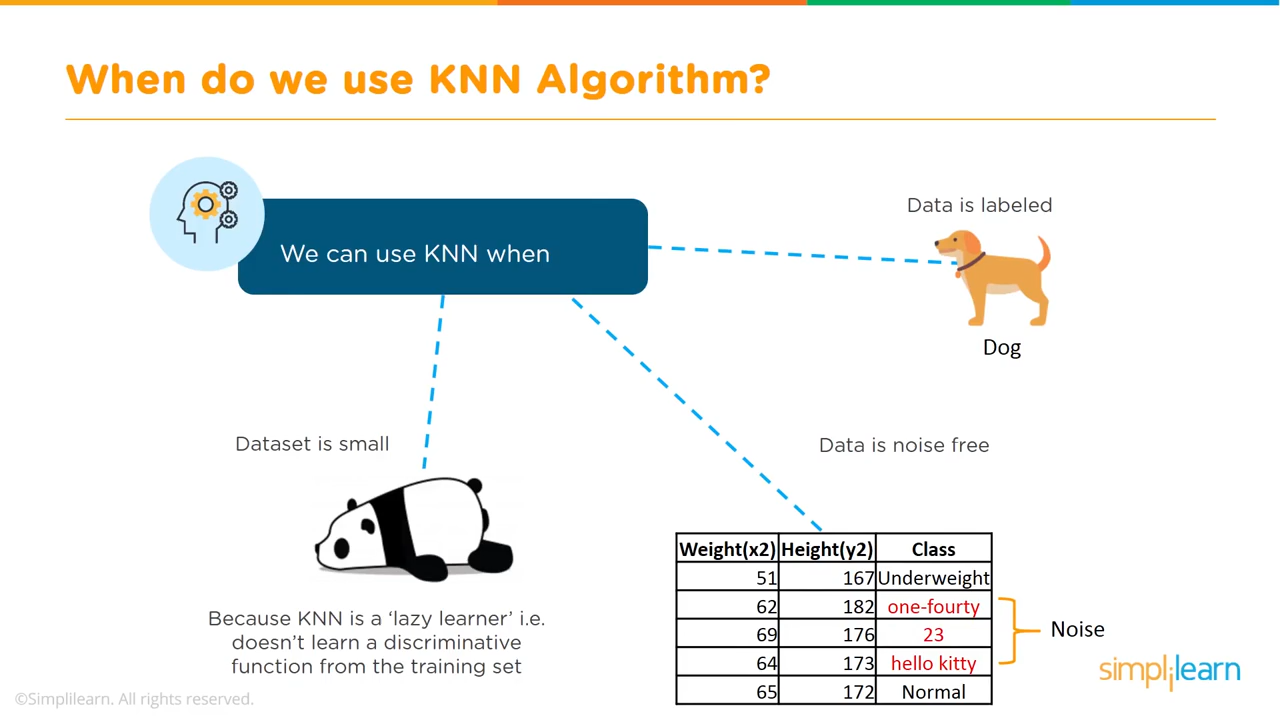 When do we use KNN Algorithm?
We can use KNN when
Data is labeled
Dog
Dataset is small
Because KNN is a ‘lazy learner’ i.e.
doesn’t learn a discriminative
function from the training set
Data is noise free
Weight(x2) Height(y2) Class
51 167 Underweight
62 182 one-fourty
69 176 23
64 173 hello kitty
65 172 Normal
Noise
simplilearn
©Simplilearn. All rights reserved.